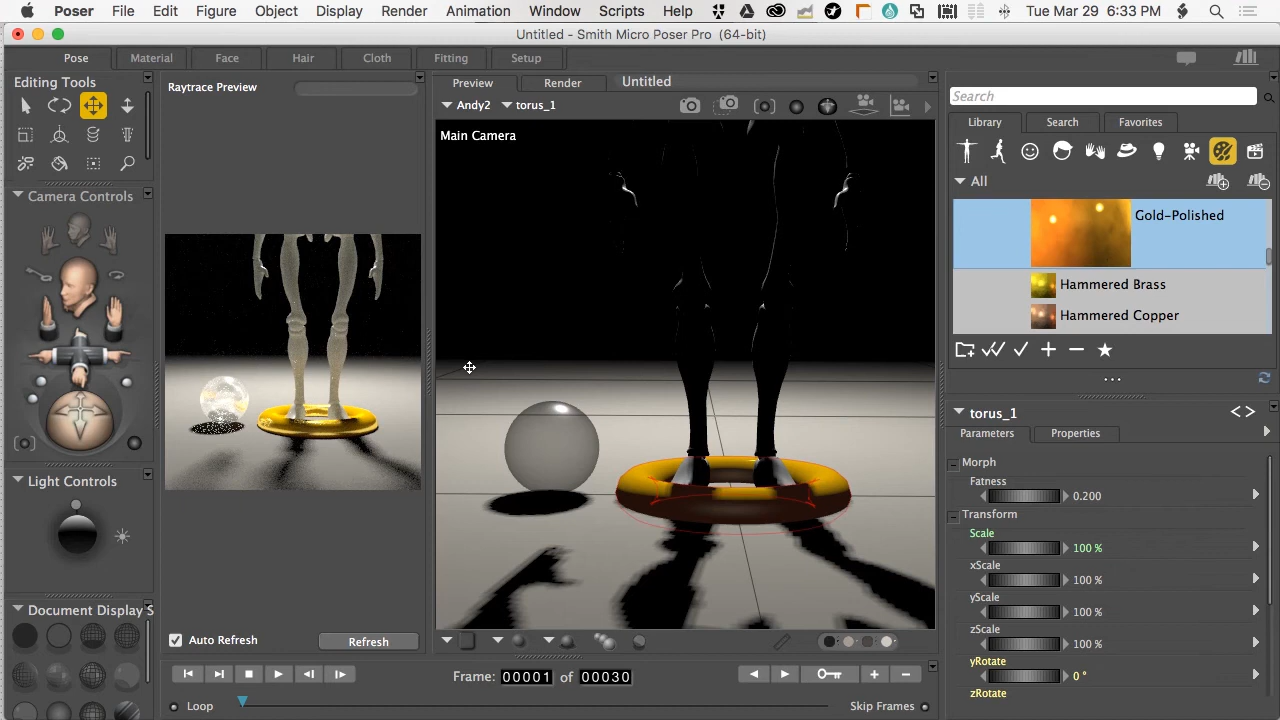 Poser File Edit Figure Object Display Render Animation Window Scripts Help Tue Mar 29 6:33 PM
Untitled - Smith Micro Poser Pro (64-bit)
Pose Material Face Hair Cloth Fitting Setup
Editing Tools
Raytrace Preview
Preview Render Untitled
Andy2 torus_1
Main Camera
Search
Library Search Favorites
All
Gold-Polished
Hammered Brass
Hammered Copper
Camera Controls
Light Controls
Document Display S
Auto Refresh Refresh
torus_1
Parameters Properties
Morph
Fatness
0.200
Transform
Scale
100 %
xScale
100 %
yScale
100 %
zScale
100 %
yRotate
0 °
zRotate
Frame: 00001 of 00030
Loop Skip Frames